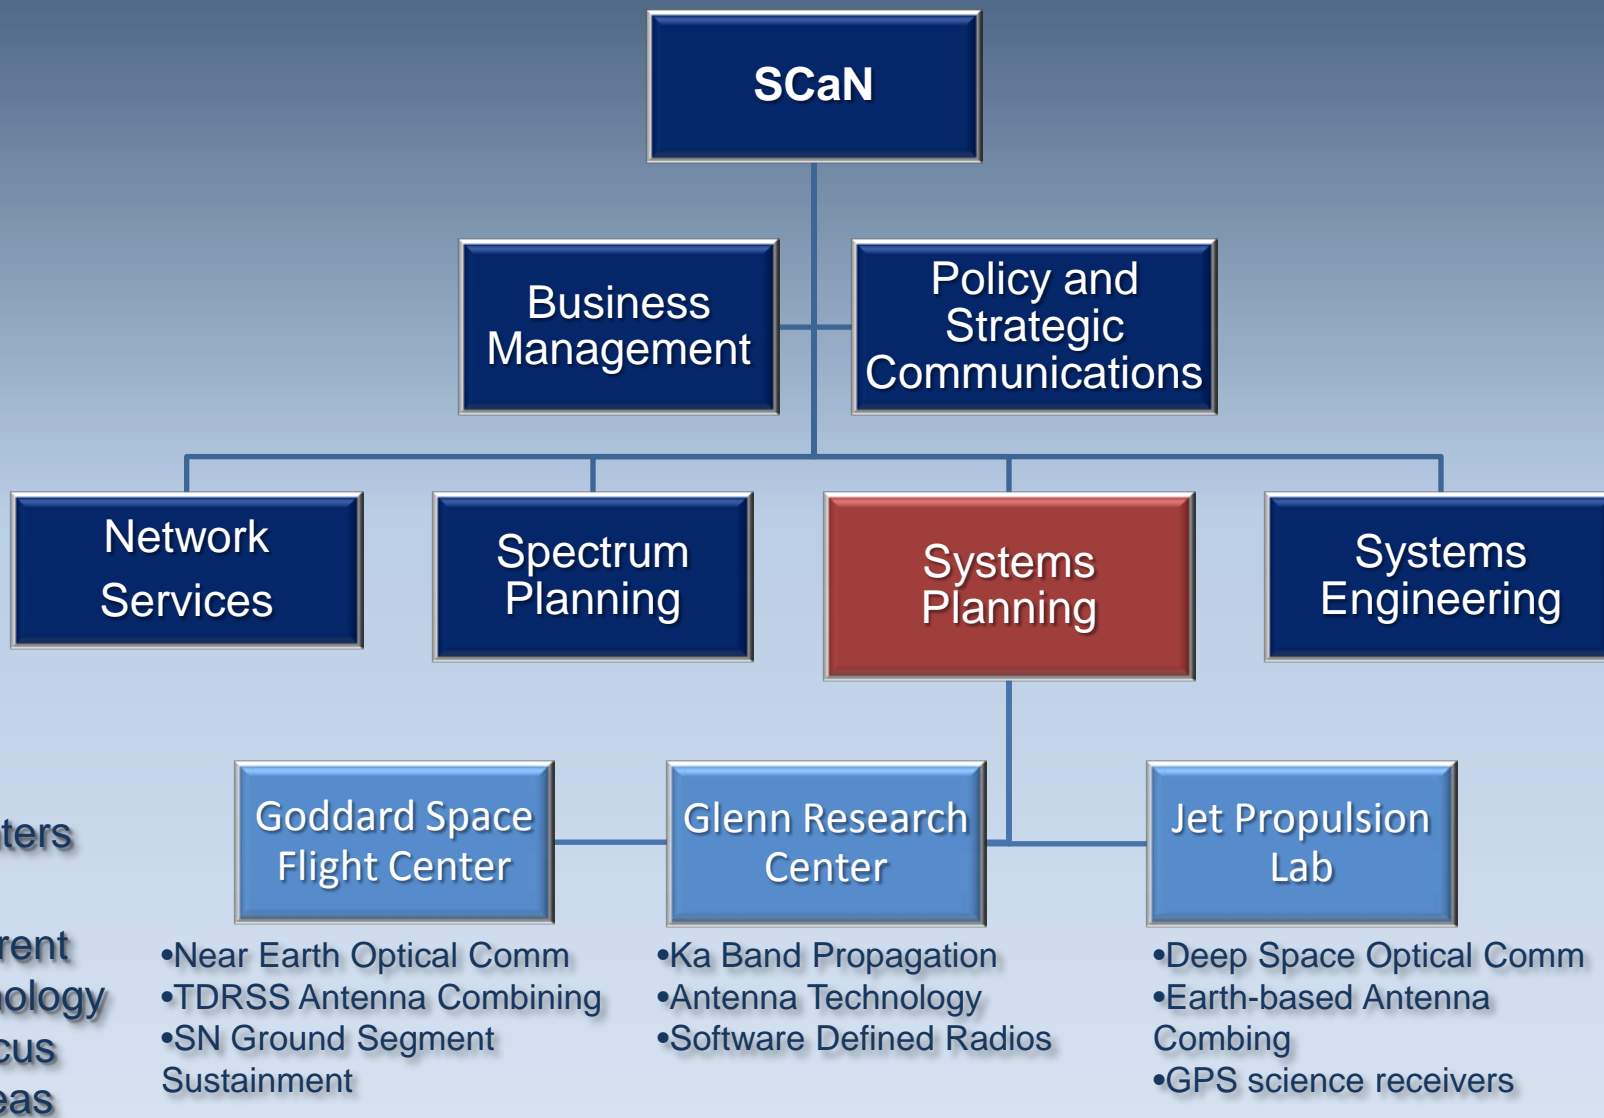 SCaN
Business
Management
Policy and
Strategic
Communications
Network
Services
Spectrum
Planning
Systems
Planning
Systems
Engineering
Goddard Space
Flight Center
Glenn Research
Center
Jet Propulsion
Lab
•Near Earth Optical Comm
•TDRSS Antenna Combining
•SN Ground Segment
Sustainment
•Ka Band Propagation
•Antenna Technology
•Software Defined Radios
•Deep Space Optical Comm
•Earth-based Antenna
Combing
•GPS science receivers